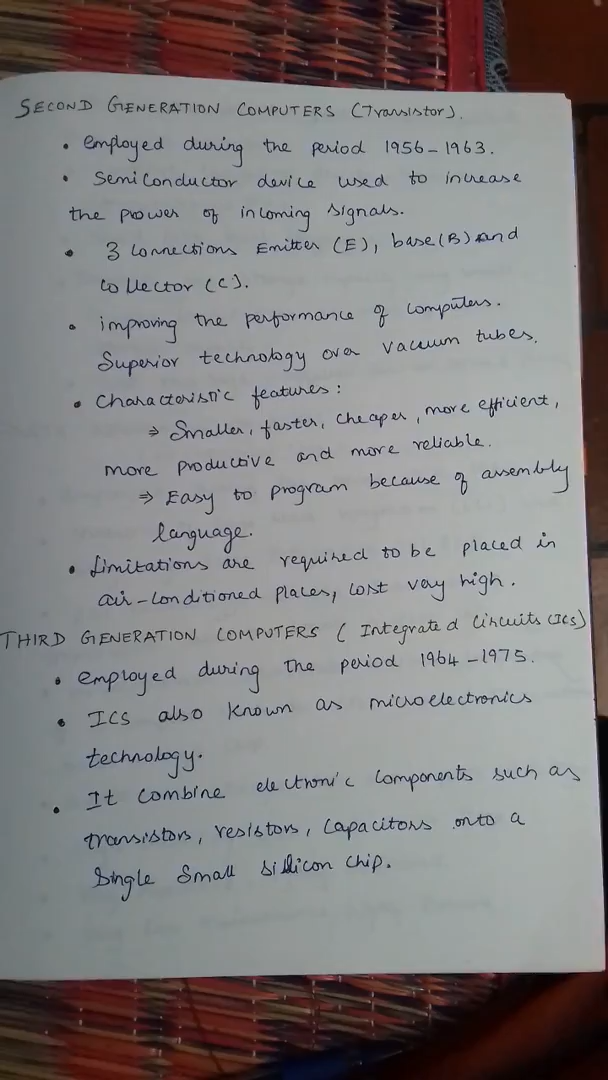 SECOND GENERATION COMPUTERS (Transistor).
• employed during the period 1956-1963.
• Semiconductor device used to increase
the power of incoming signals.
• 3 connections Emitter (E), base (B) and
collector (C).
• improving the performance of computers.
Superior technology over vacuum tubes.
• Characteristic features:
⇒ Smaller, faster, cheaper, more efficient,
more productive and more reliable.
⇒ Easy to program because of assembly
language.
• Limitations are required to be placed in
air-conditioned places, cost very high.
THIRD GENERATION COMPUTERS (Integrated Circuits (ICs)
• employed during the period 1964-1975.
• ICS also known as microelectronics
technology.
• It combine electronic components such as
transistors, resistors, capacitors onto a
single small silicon chip.